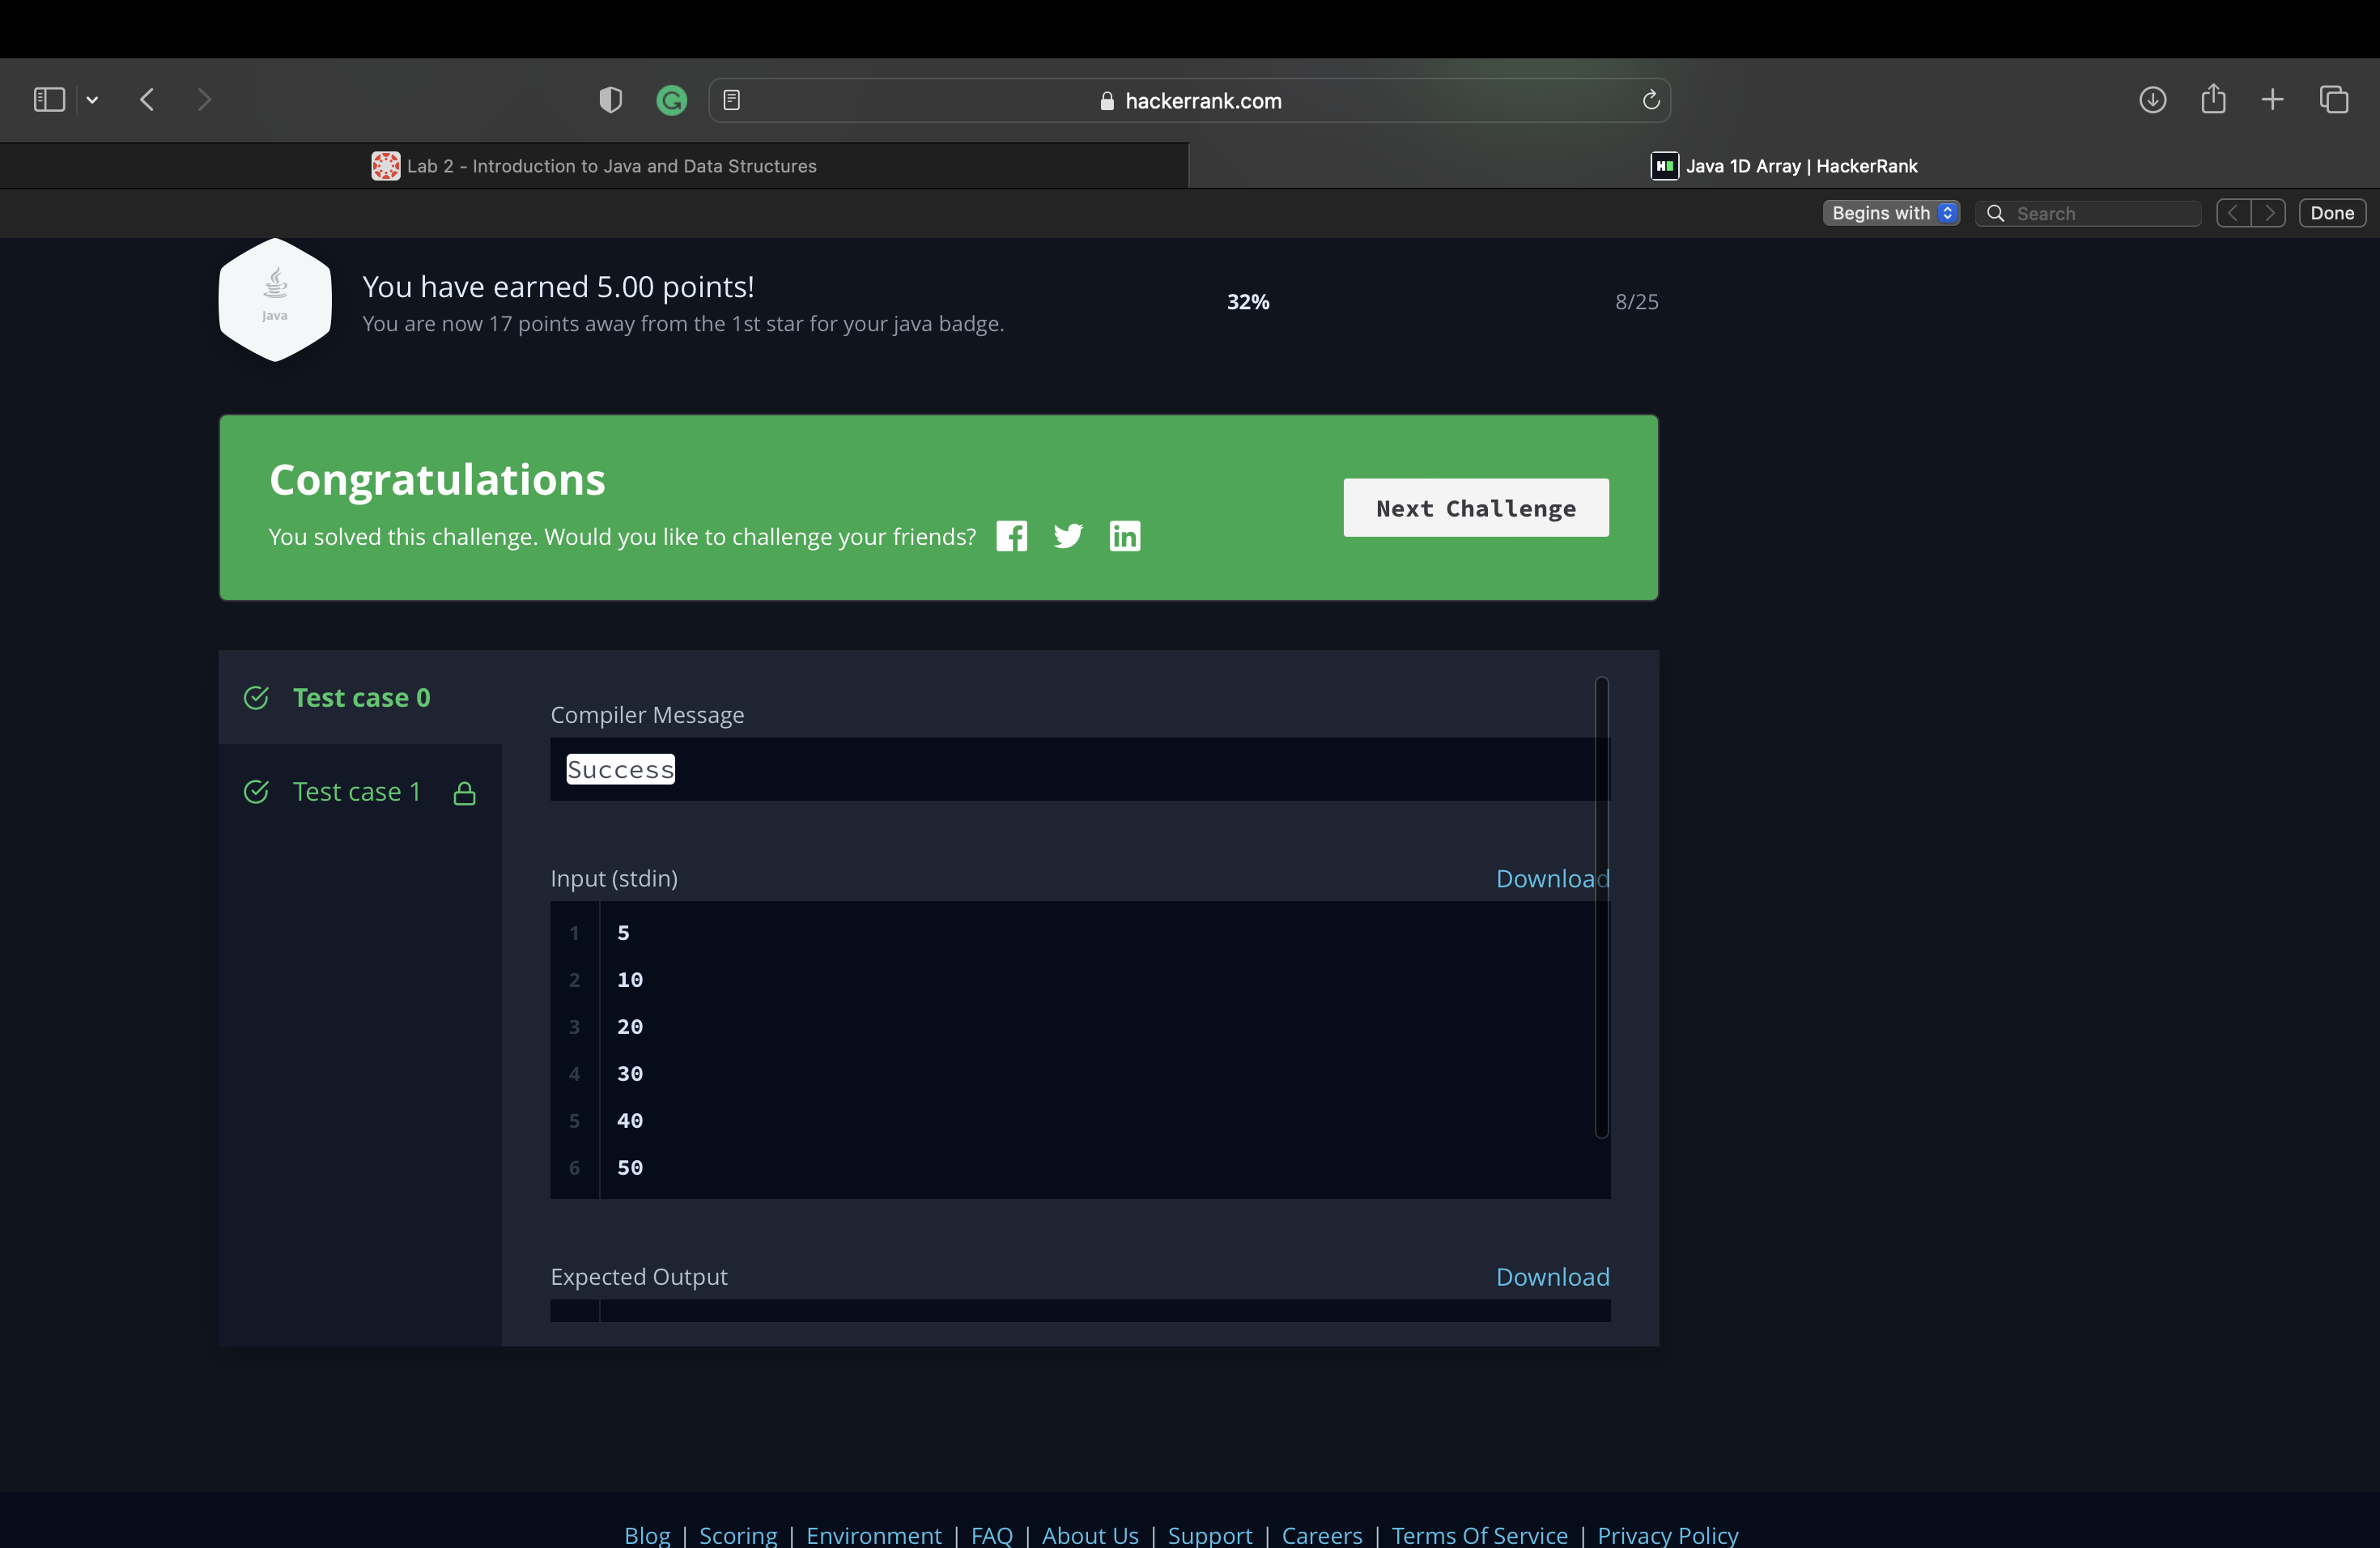 hackerrank.com
Lab 2 - Introduction to Java and Data Structures
Java 1D Array | HackerRank
Begins with
Search
Done
Java
You have earned 5.00 points!
You are now 17 points away from the 1st star for your java badge.
32%
8/25
Congratulations
You solved this challenge. Would you like to challenge your friends?
Next Challenge
Test case 0
Test case 1
Compiler Message
Success
Input (stdin)
Download
1 5
2 10
3 20
4 30
5 40
6 50
Expected Output
Download
Blog | Scoring | Environment | FAQ | About Us | Support | Careers | Terms Of Service | Privacy Policy